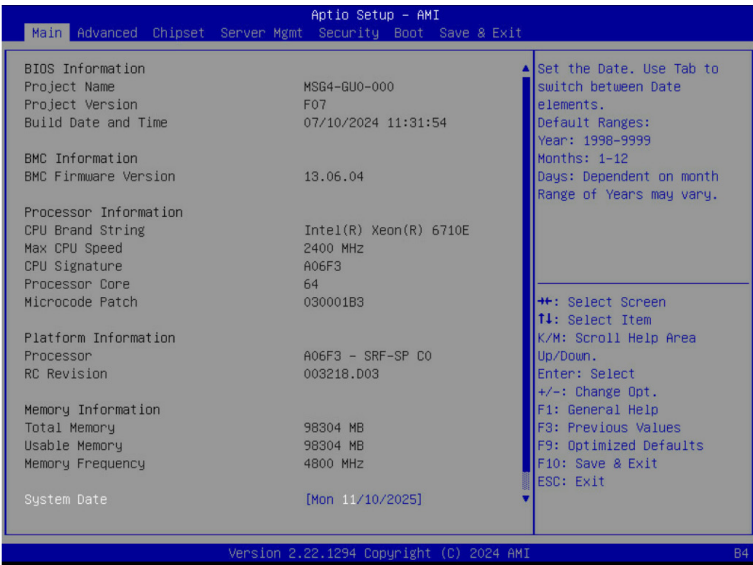 Aptio Setup - AMI
Main Advanced Chipset Server Mgmt Security Boot Save & Exit
BIOS Information
Project Name MSG4-GU0-000
Project Version F07
Build Date and Time 07/10/2024 11:31:54
BMC Information
BMC Firmware Version 13.06.04
Processor Information
CPU Brand String Intel(R) Xeon(R) 6710E
Max CPU Speed 2400 MHz
CPU Signature A06F3
Processor Core 64
Microcode Patch 030001B3
Platform Information
Processor A06F3 - SRF-SP C0
RC Revision 003218.D03
Memory Information
Total Memory 98304 MB
Usable Memory 98304 MB
Memory Frequency 4800 MHz
System Date [Mon 11/10/2025]
Set the Date. Use Tab to
switch between Date
elements.
Default Ranges:
Year: 1998-9999
Months: 1-12
Days: Dependent on month
Range of Years may vary.
→←: Select Screen
↑↓: Select Item
K/M: Scroll Help Area
Up/Down.
Enter: Select
+/-: Change Opt.
F1: General Help
F3: Previous Values
F9: Optimized Defaults
F10: Save & Exit
ESC: Exit
Version 2.22.1294 Copyright (C) 2024 AMI
B4